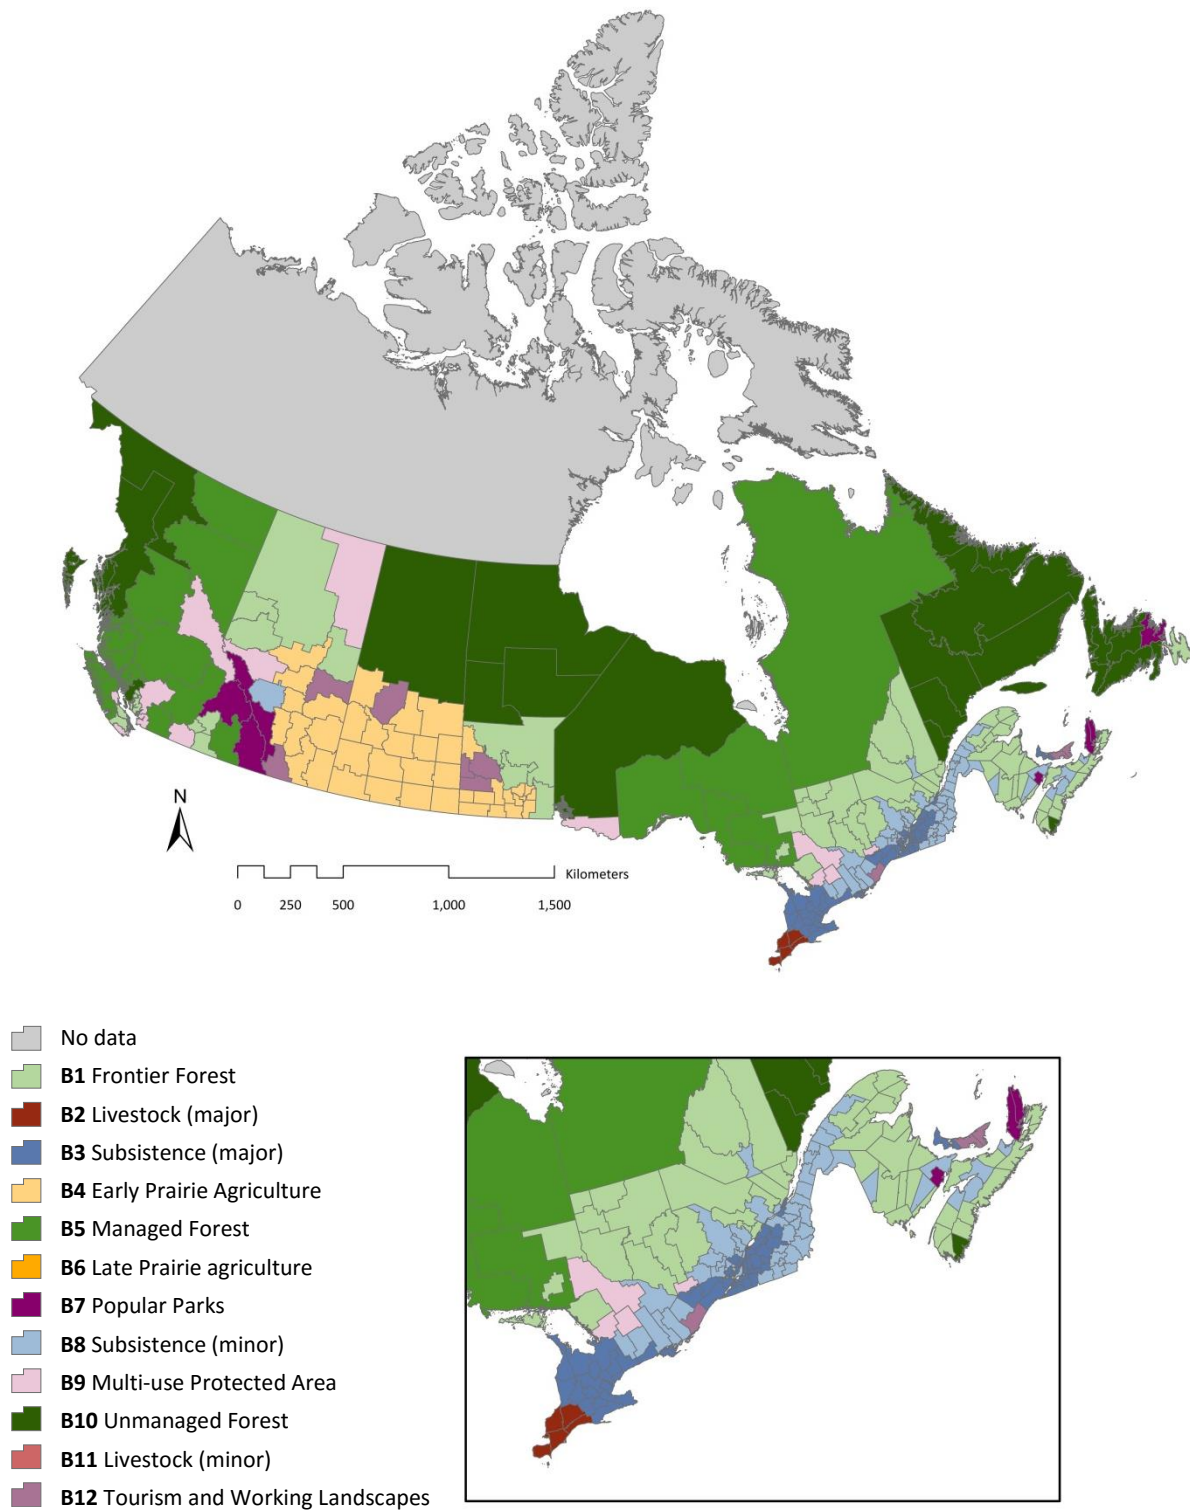 N
Kilometers
0 250 500 1,000 1,500
No data
B1 Frontier Forest
B2 Livestock (major)
B3 Subsistence (major)
B4 Early Prairie Agriculture
B5 Managed Forest
B6 Late Prairie agriculture
B7 Popular Parks
B8 Subsistence (minor)
B9 Multi-use Protected Area
B10 Unmanaged Forest
B11 Livestock (minor)
B12 Tourism and Working Landscapes